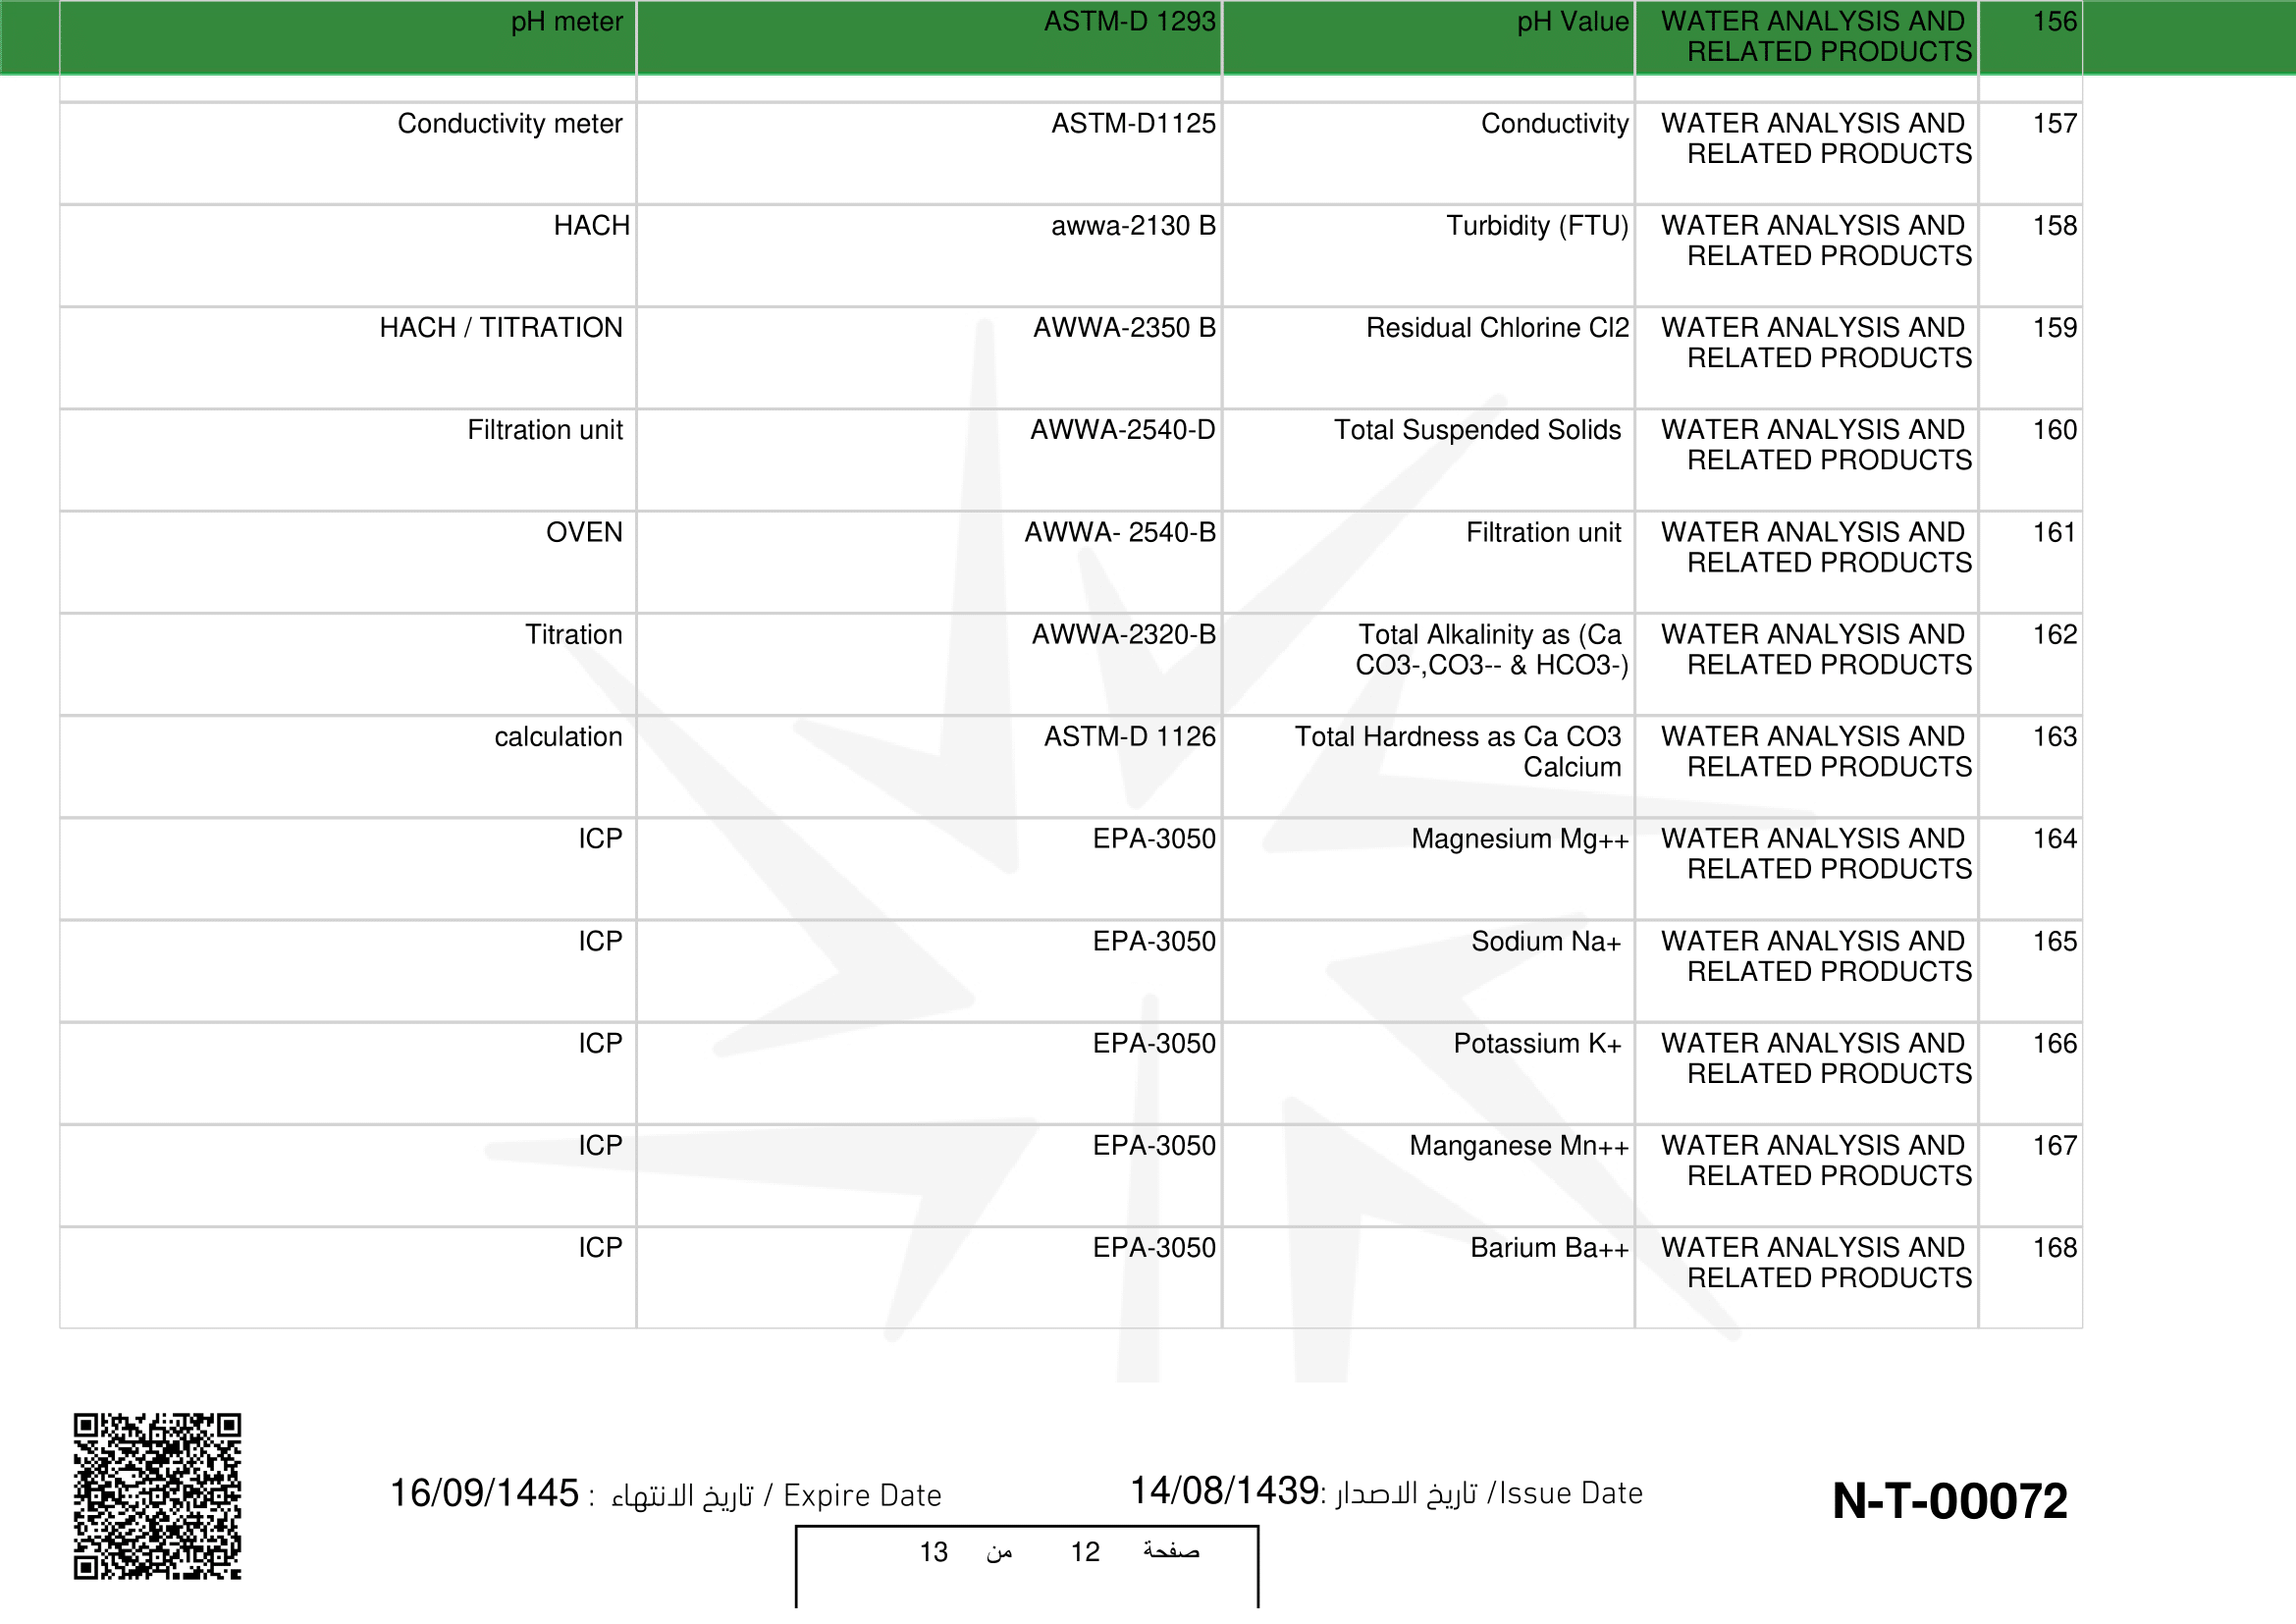 156 WATER ANALYSIS AND RELATED PRODUCTS pH Value ASTM-D 1293 pH meter
157 WATER ANALYSIS AND RELATED PRODUCTS Conductivity ASTM-D1125 Conductivity meter
158 WATER ANALYSIS AND RELATED PRODUCTS Turbidity (FTU) awwa-2130 B HACH
159 WATER ANALYSIS AND RELATED PRODUCTS Residual Chlorine Cl2 AWWA-2350 B HACH / TITRATION
160 WATER ANALYSIS AND RELATED PRODUCTS Total Suspended Solids AWWA-2540-D Filtration unit
161 WATER ANALYSIS AND RELATED PRODUCTS Filtration unit AWWA- 2540-B OVEN
162 WATER ANALYSIS AND RELATED PRODUCTS Total Alkalinity as (Ca CO3-,CO3-- & HCO3-) AWWA-2320-B Titration
163 WATER ANALYSIS AND RELATED PRODUCTS Total Hardness as Ca CO3 Calcium ASTM-D 1126 calculation
164 WATER ANALYSIS AND RELATED PRODUCTS Magnesium Mg++ EPA-3050 ICP
165 WATER ANALYSIS AND RELATED PRODUCTS Sodium Na+ EPA-3050 ICP
166 WATER ANALYSIS AND RELATED PRODUCTS Potassium K+ EPA-3050 ICP
167 WATER ANALYSIS AND RELATED PRODUCTS Manganese Mn++ EPA-3050 ICP
168 WATER ANALYSIS AND RELATED PRODUCTS Barium Ba++ EPA-3050 ICP
N-T-00072
Issue Date/ تاريخ الاصدار :14/08/1439
Expire Date / تاريخ الانتهاء : 16/09/1445
صفحة 12 من 13